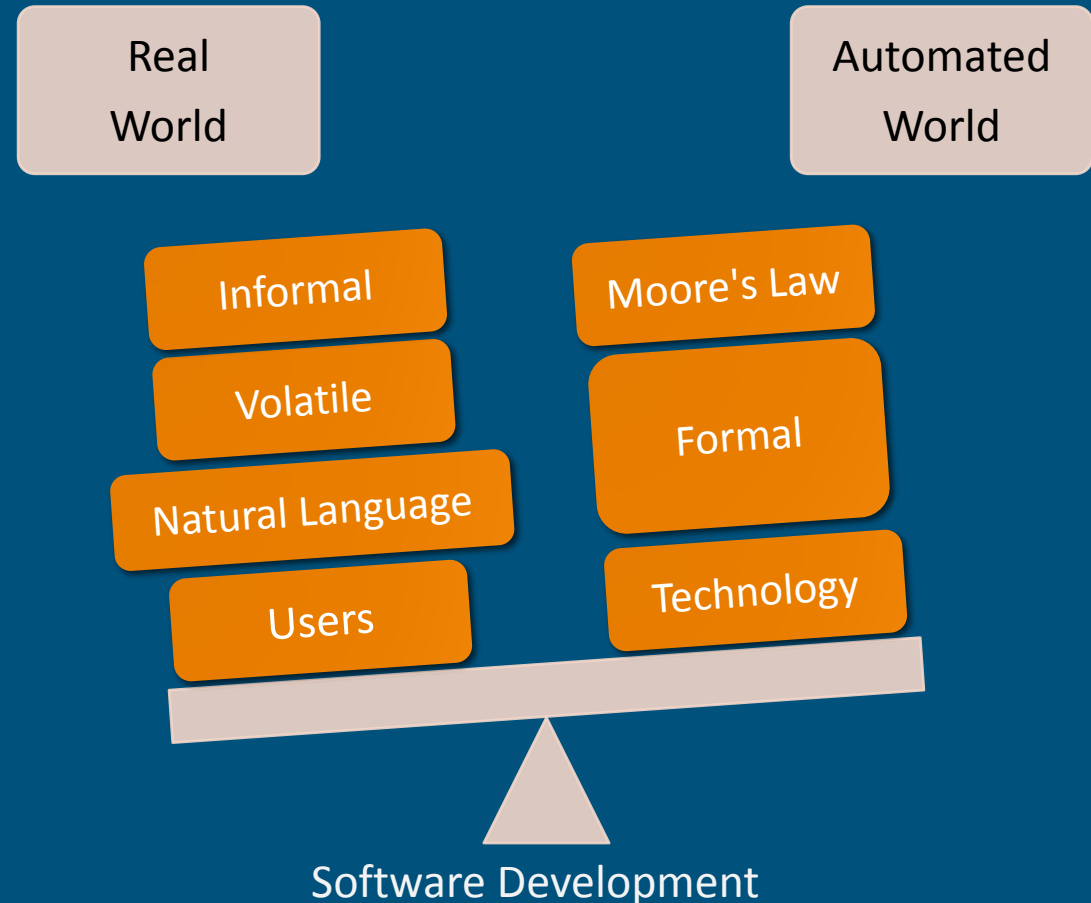 Real
World
Automated
World
Informal
Volatile
Natural Language
Users
Moore's Law
Formal
Technology
Software Development